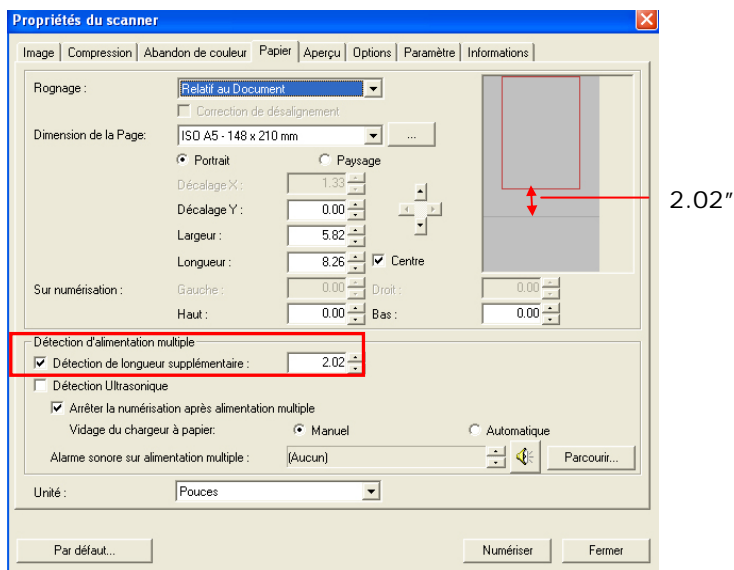 Propriétés du scanner
Image Compression Abandon de couleur Papier Aperçu Options Paramètre Informations
Rognage : Relatif au Document
Correction de désalignement
Dimension de la Page: ISO A5 - 148 x 210 mm ...
Portrait Paysage
Décalage X : 1.33
Décalage Y : 0.00
Largeur : 5.82
Longueur : 8.26 Centre
Sur numérisation : Gauche : 0.00 Droit : 0.00
Haut : 0.00 Bas : 0.00
2.02"
Détection d'alimentation multiple
Détection de longueur supplémentaire : 2.02
Détection Ultrasonique
Arrêter la numérisation après alimentation multiple
Vidage du chargeur à papier: Manuel Automatique
Alarme sonore sur alimentation multiple : (Aucun) Parcourir...
Unité : Pouces
Par défaut... Numériser Fermer